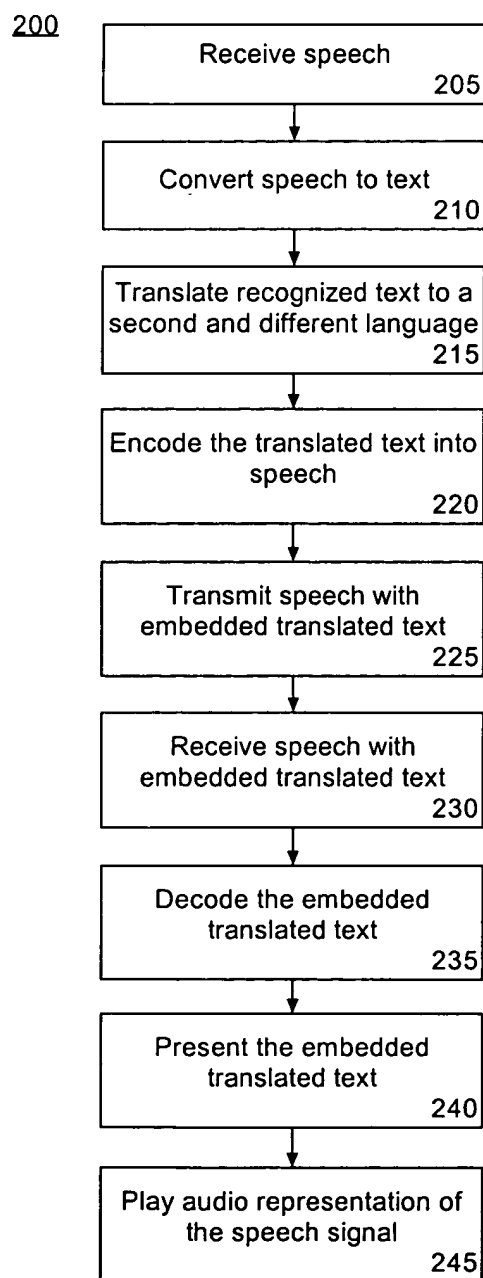 200
Receive speech
205
Convert speech to text
210
Translate recognized text to a
second and different language
215
Encode the translated text into
speech
220
Transmit speech with
embedded translated text
225
Receive speech with
embedded translated text
230
Decode the embedded
translated text
235
Present the embedded
translated text
240
Play audio representation of
the speech signal
245